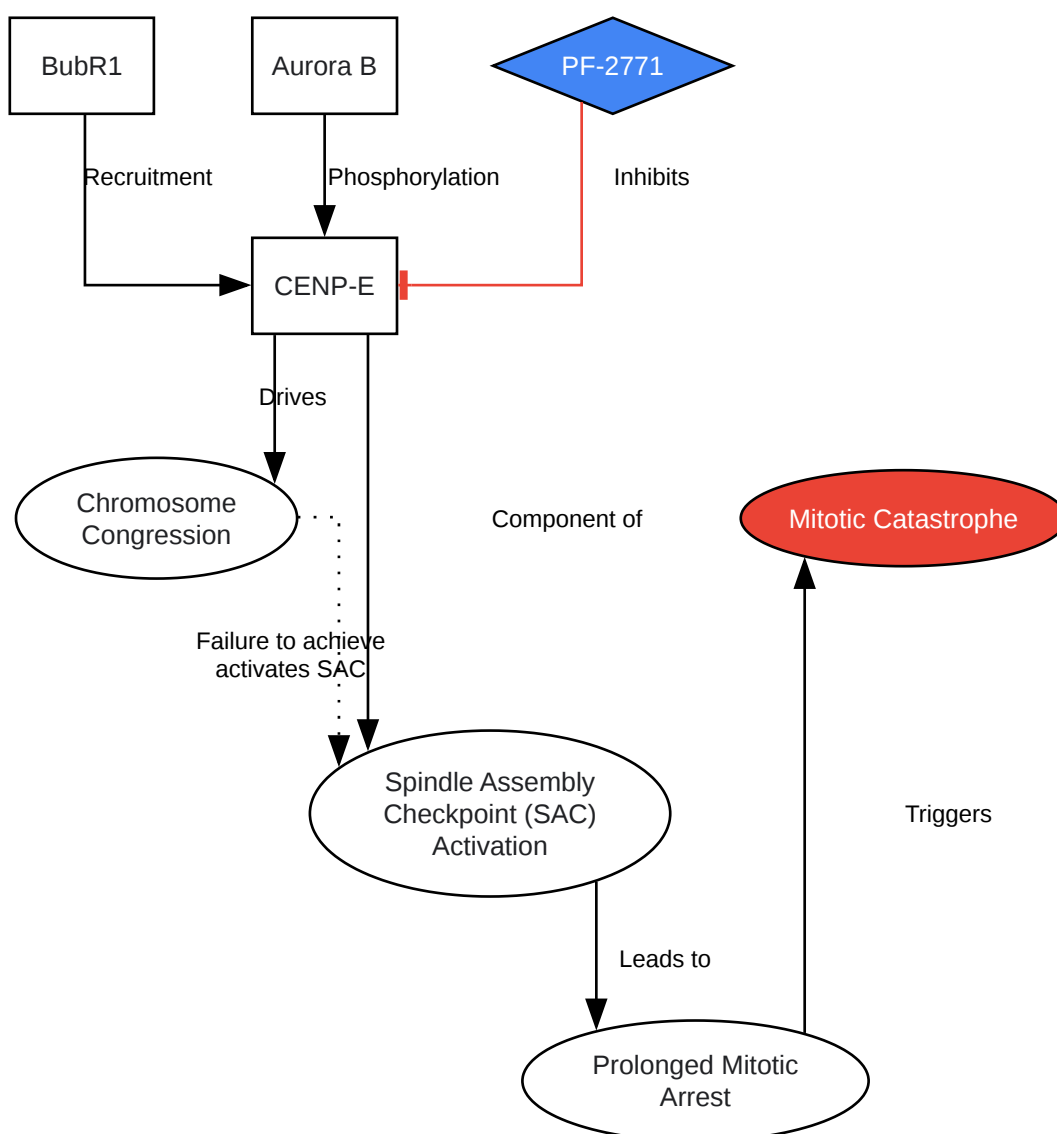 BubR1
Aurora B
PF-2771
Recruitment
Phosphorylation
Inhibits
CENP-E
Drives
Chromosome
Congression
Component of
Mitotic Catastrophe
Failure to achieve
activates SAC
Spindle Assembly
Checkpoint (SAC)
Activation
Triggers
Leads to
Prolonged Mitotic
Arrest